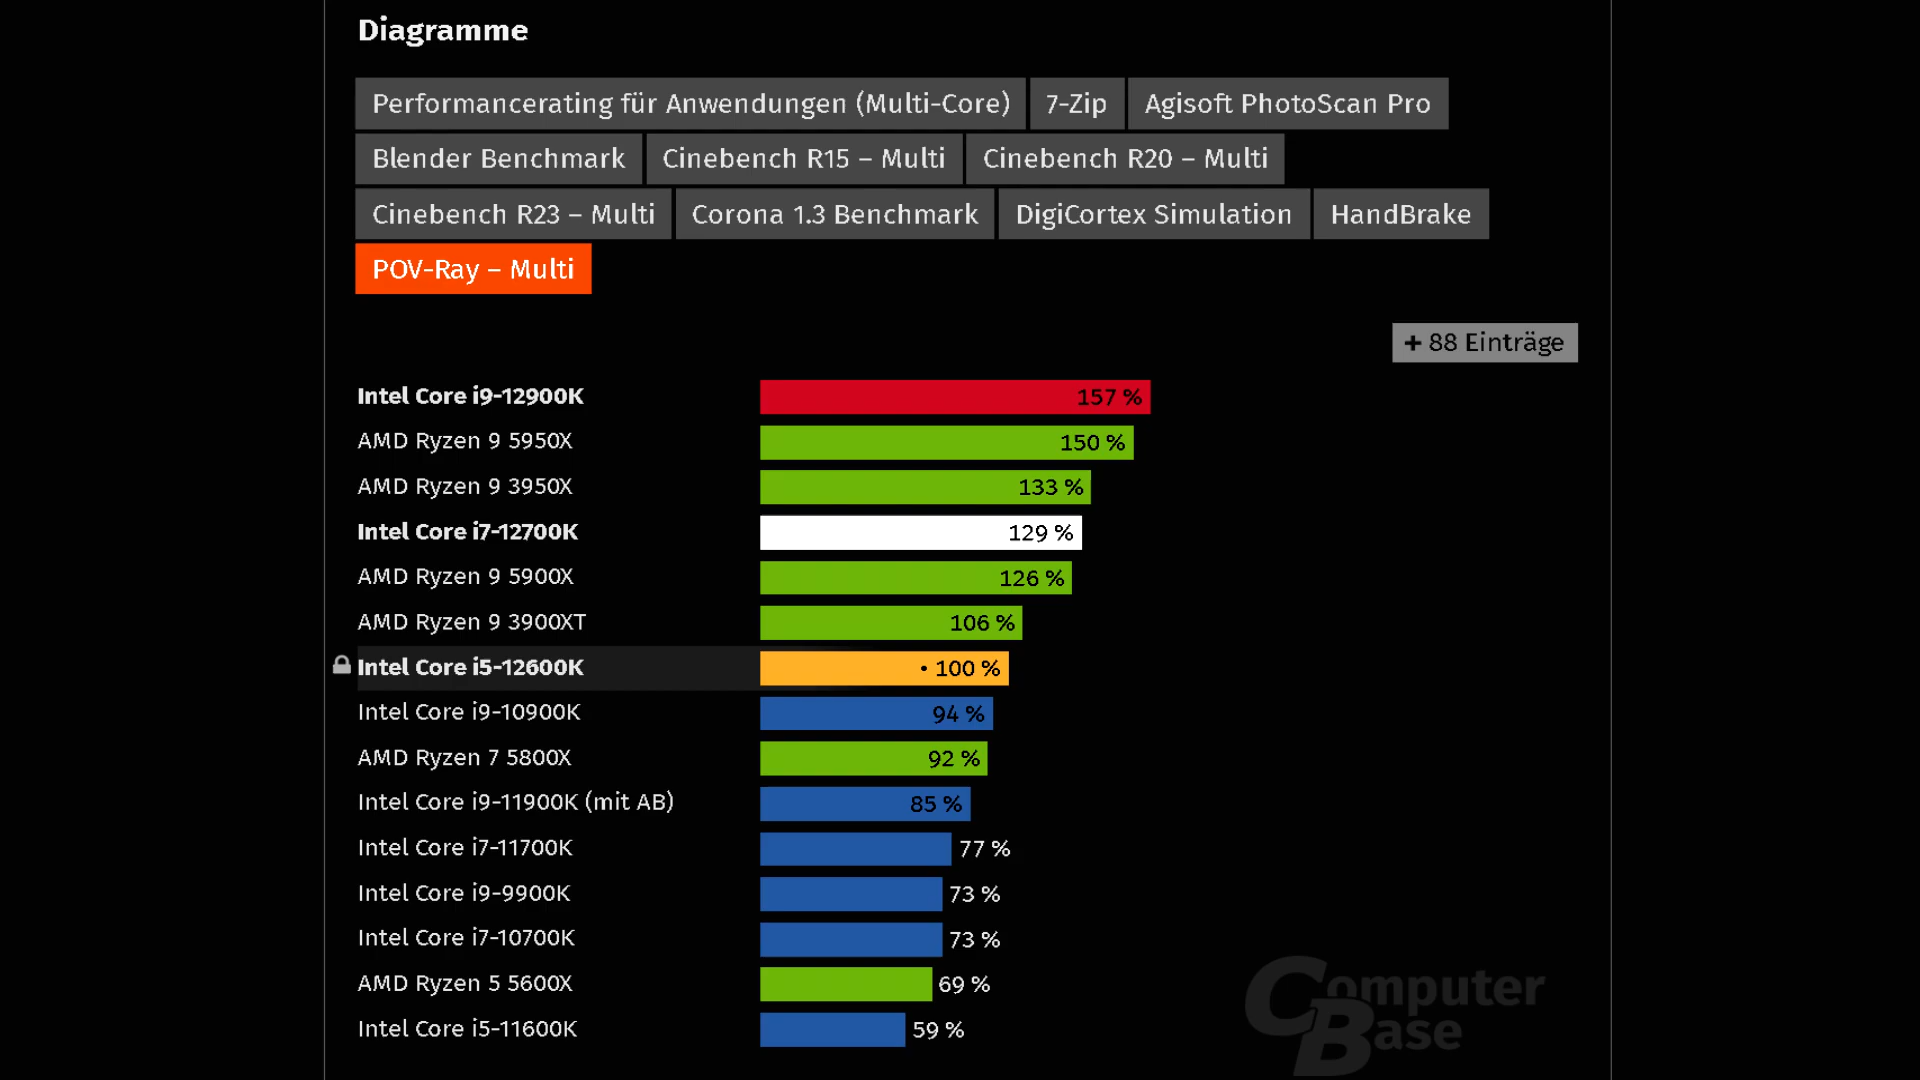 Diagramme
Performancerating für Anwendungen (Multi-Core) 7-Zip Agisoft PhotoScan Pro
Blender Benchmark Cinebench R15 – Multi Cinebench R20 – Multi
Cinebench R23 – Multi Corona 1.3 Benchmark DigiCortex Simulation HandBrake
POV-Ray – Multi
+ 88 Einträge
Intel Core i9-12900K 157 %
AMD Ryzen 9 5950X 150 %
AMD Ryzen 9 3950X 133 %
Intel Core i7-12700K 129 %
AMD Ryzen 9 5900X 126 %
AMD Ryzen 9 3900XT 106 %
Intel Core i5-12600K • 100 %
Intel Core i9-10900K 94 %
AMD Ryzen 7 5800X 92 %
Intel Core i9-11900K (mit AB) 85 %
Intel Core i7-11700K 77 %
Intel Core i9-9900K 73 %
Intel Core i7-10700K 73 %
AMD Ryzen 5 5600X 69 %
Intel Core i5-11600K 59 %
Computer
Base